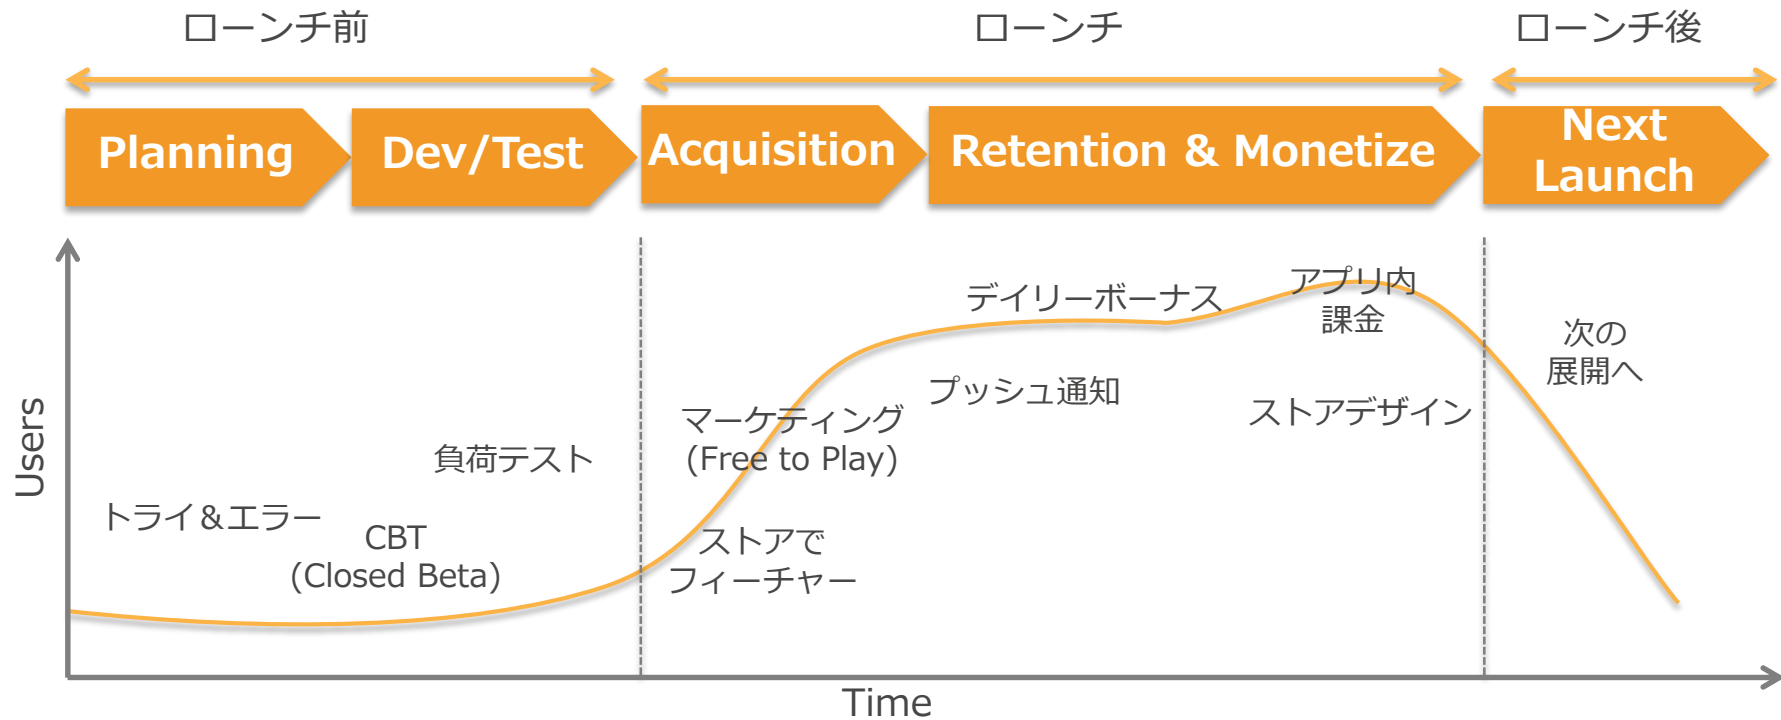 ローンチ前
ローンチ
ローンチ後
Planning
Dev/Test
Acquisition
Retention & Monetize
Next
Launch
Users
トライ＆エラー
CBT
(Closed Beta)
負荷テスト
マーケティング
(Free to Play)
ストアで
フィーチャー
デイリーボーナス
プッシュ通知
アプリ内
課金
ストアデザイン
次の
展開へ
Time